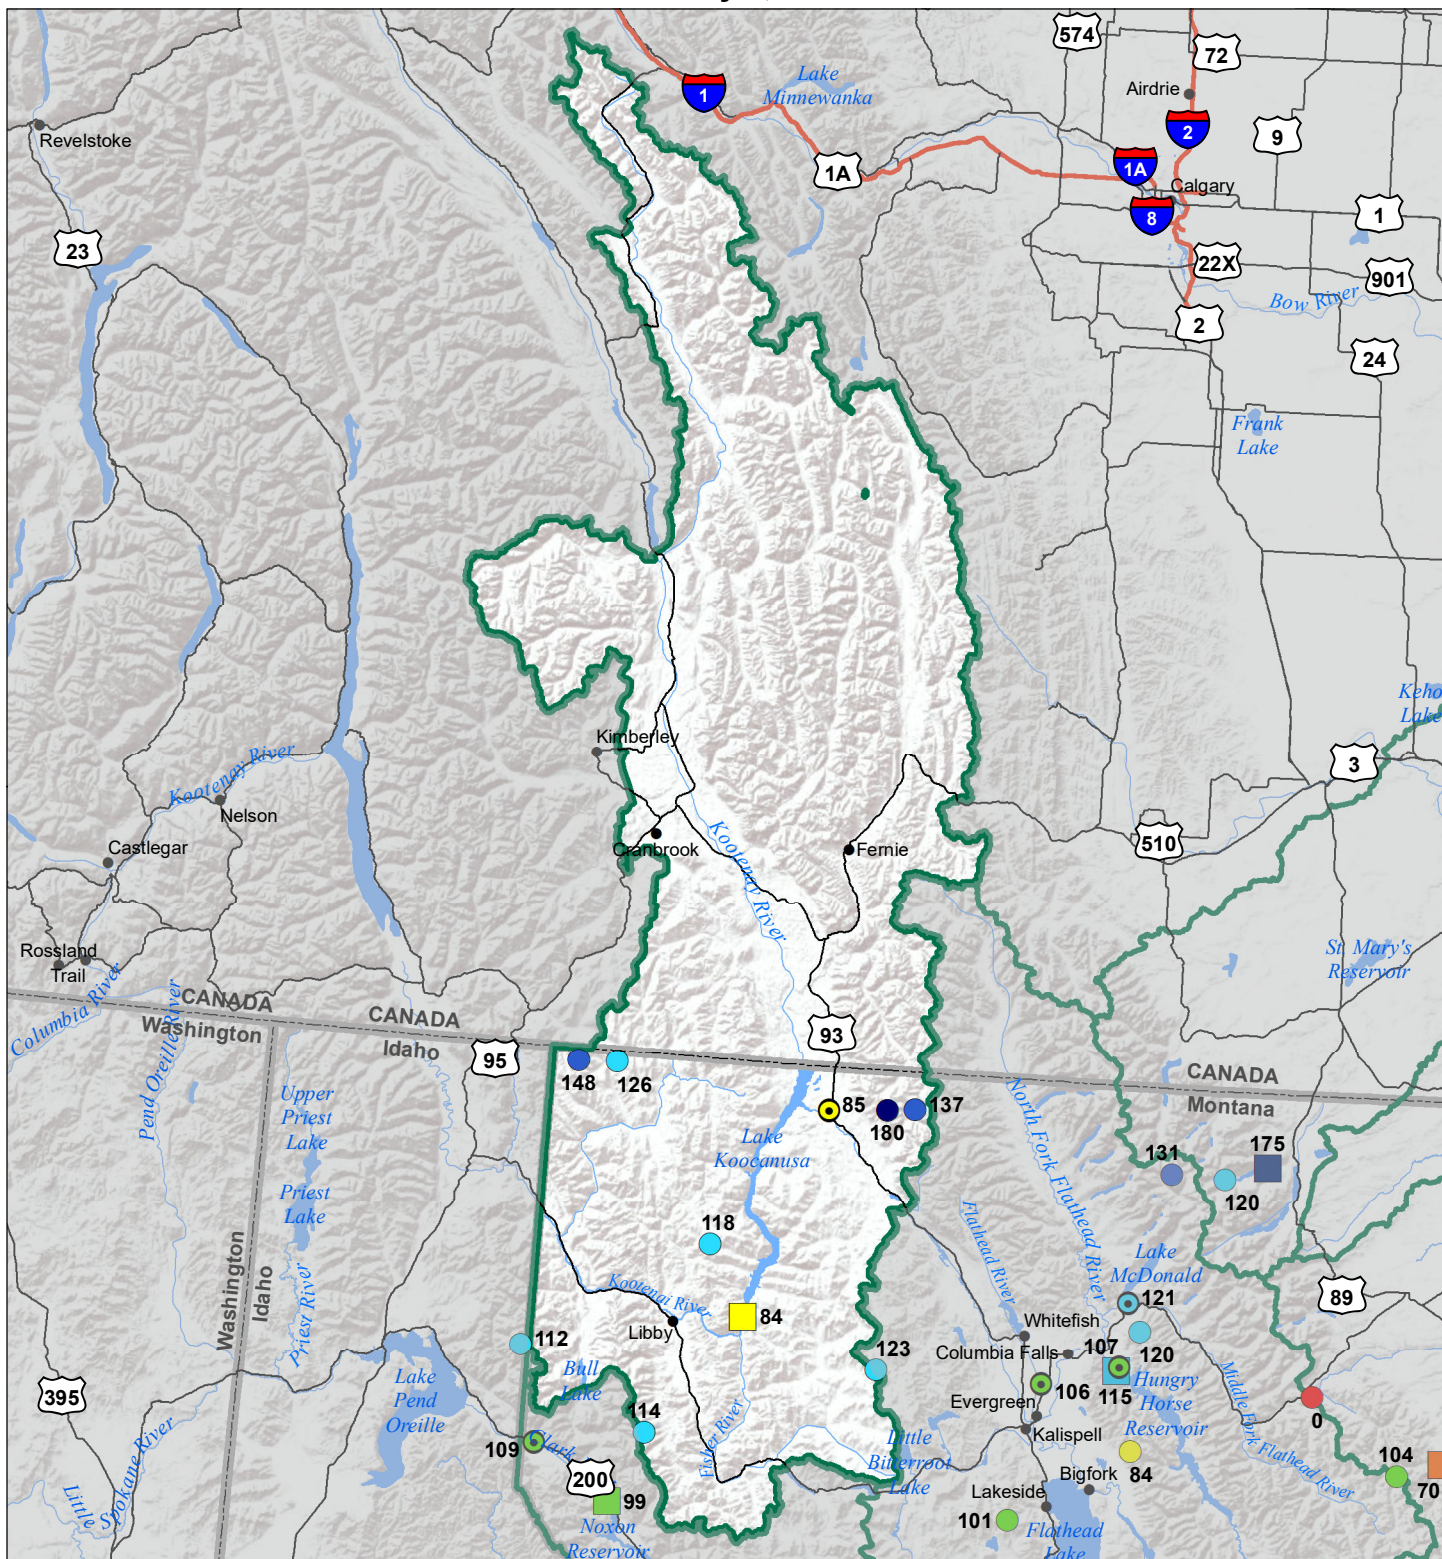 574
72
Lake
Minnewanka
1
Airdrie
2
9
Revelstoke
1A
1A
Calgary
8
1
23
22X
901
Bow River
2
24
Frank
Lake
Keho
Lake
Kimberley
3
Kootenay River
Nelson
Kootenay River
Cranbrook
Fernie
510
Castlegar
Rossland
Trail
St. Mary's
Reservoir
Columbia River
CANADA
Washington
CANADA
Idaho
Pend Oreille River
95
93
148
126
CANADA
Montana
Upper
Priest
Lake
85
180
137
North Fork Flathead River
Lake
Koocanusa
131
175
120
Priest
Lake
118
Flathead River
Lake
McDonald
Washington
Idaho
Priest River
Kootenai River
121
89
84
Libby
Whitefish
112
Columbia Falls
107
120
123
Bull
Lake
395
Lake
Pend
Oreille
115
Hungry
Horse
Reservoir
106
Evergreen
Middle Fork Flathead River
0
114
Kalispell
Fisher River
Little
Bitterroot
Lake
109
Clark
Little
Spokane River
200
99
84
104
70
Bigfork
Lakeside
101
Noxon
Reservoir
Flathead
Lake